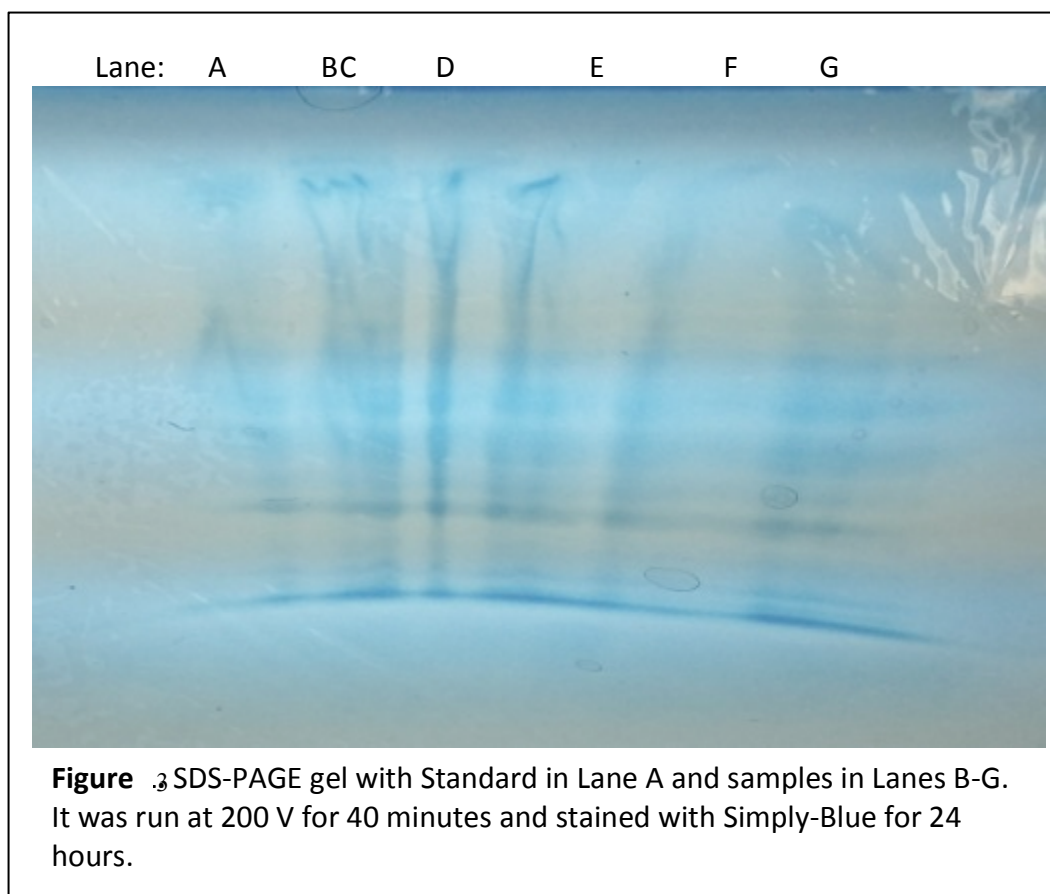 Lane: A BC D E F G
Figure .3 SDS-PAGE gel with Standard in Lane A and samples in Lanes B-G.
It was run at 200 V for 40 minutes and stained with Simply-Blue for 24
hours.